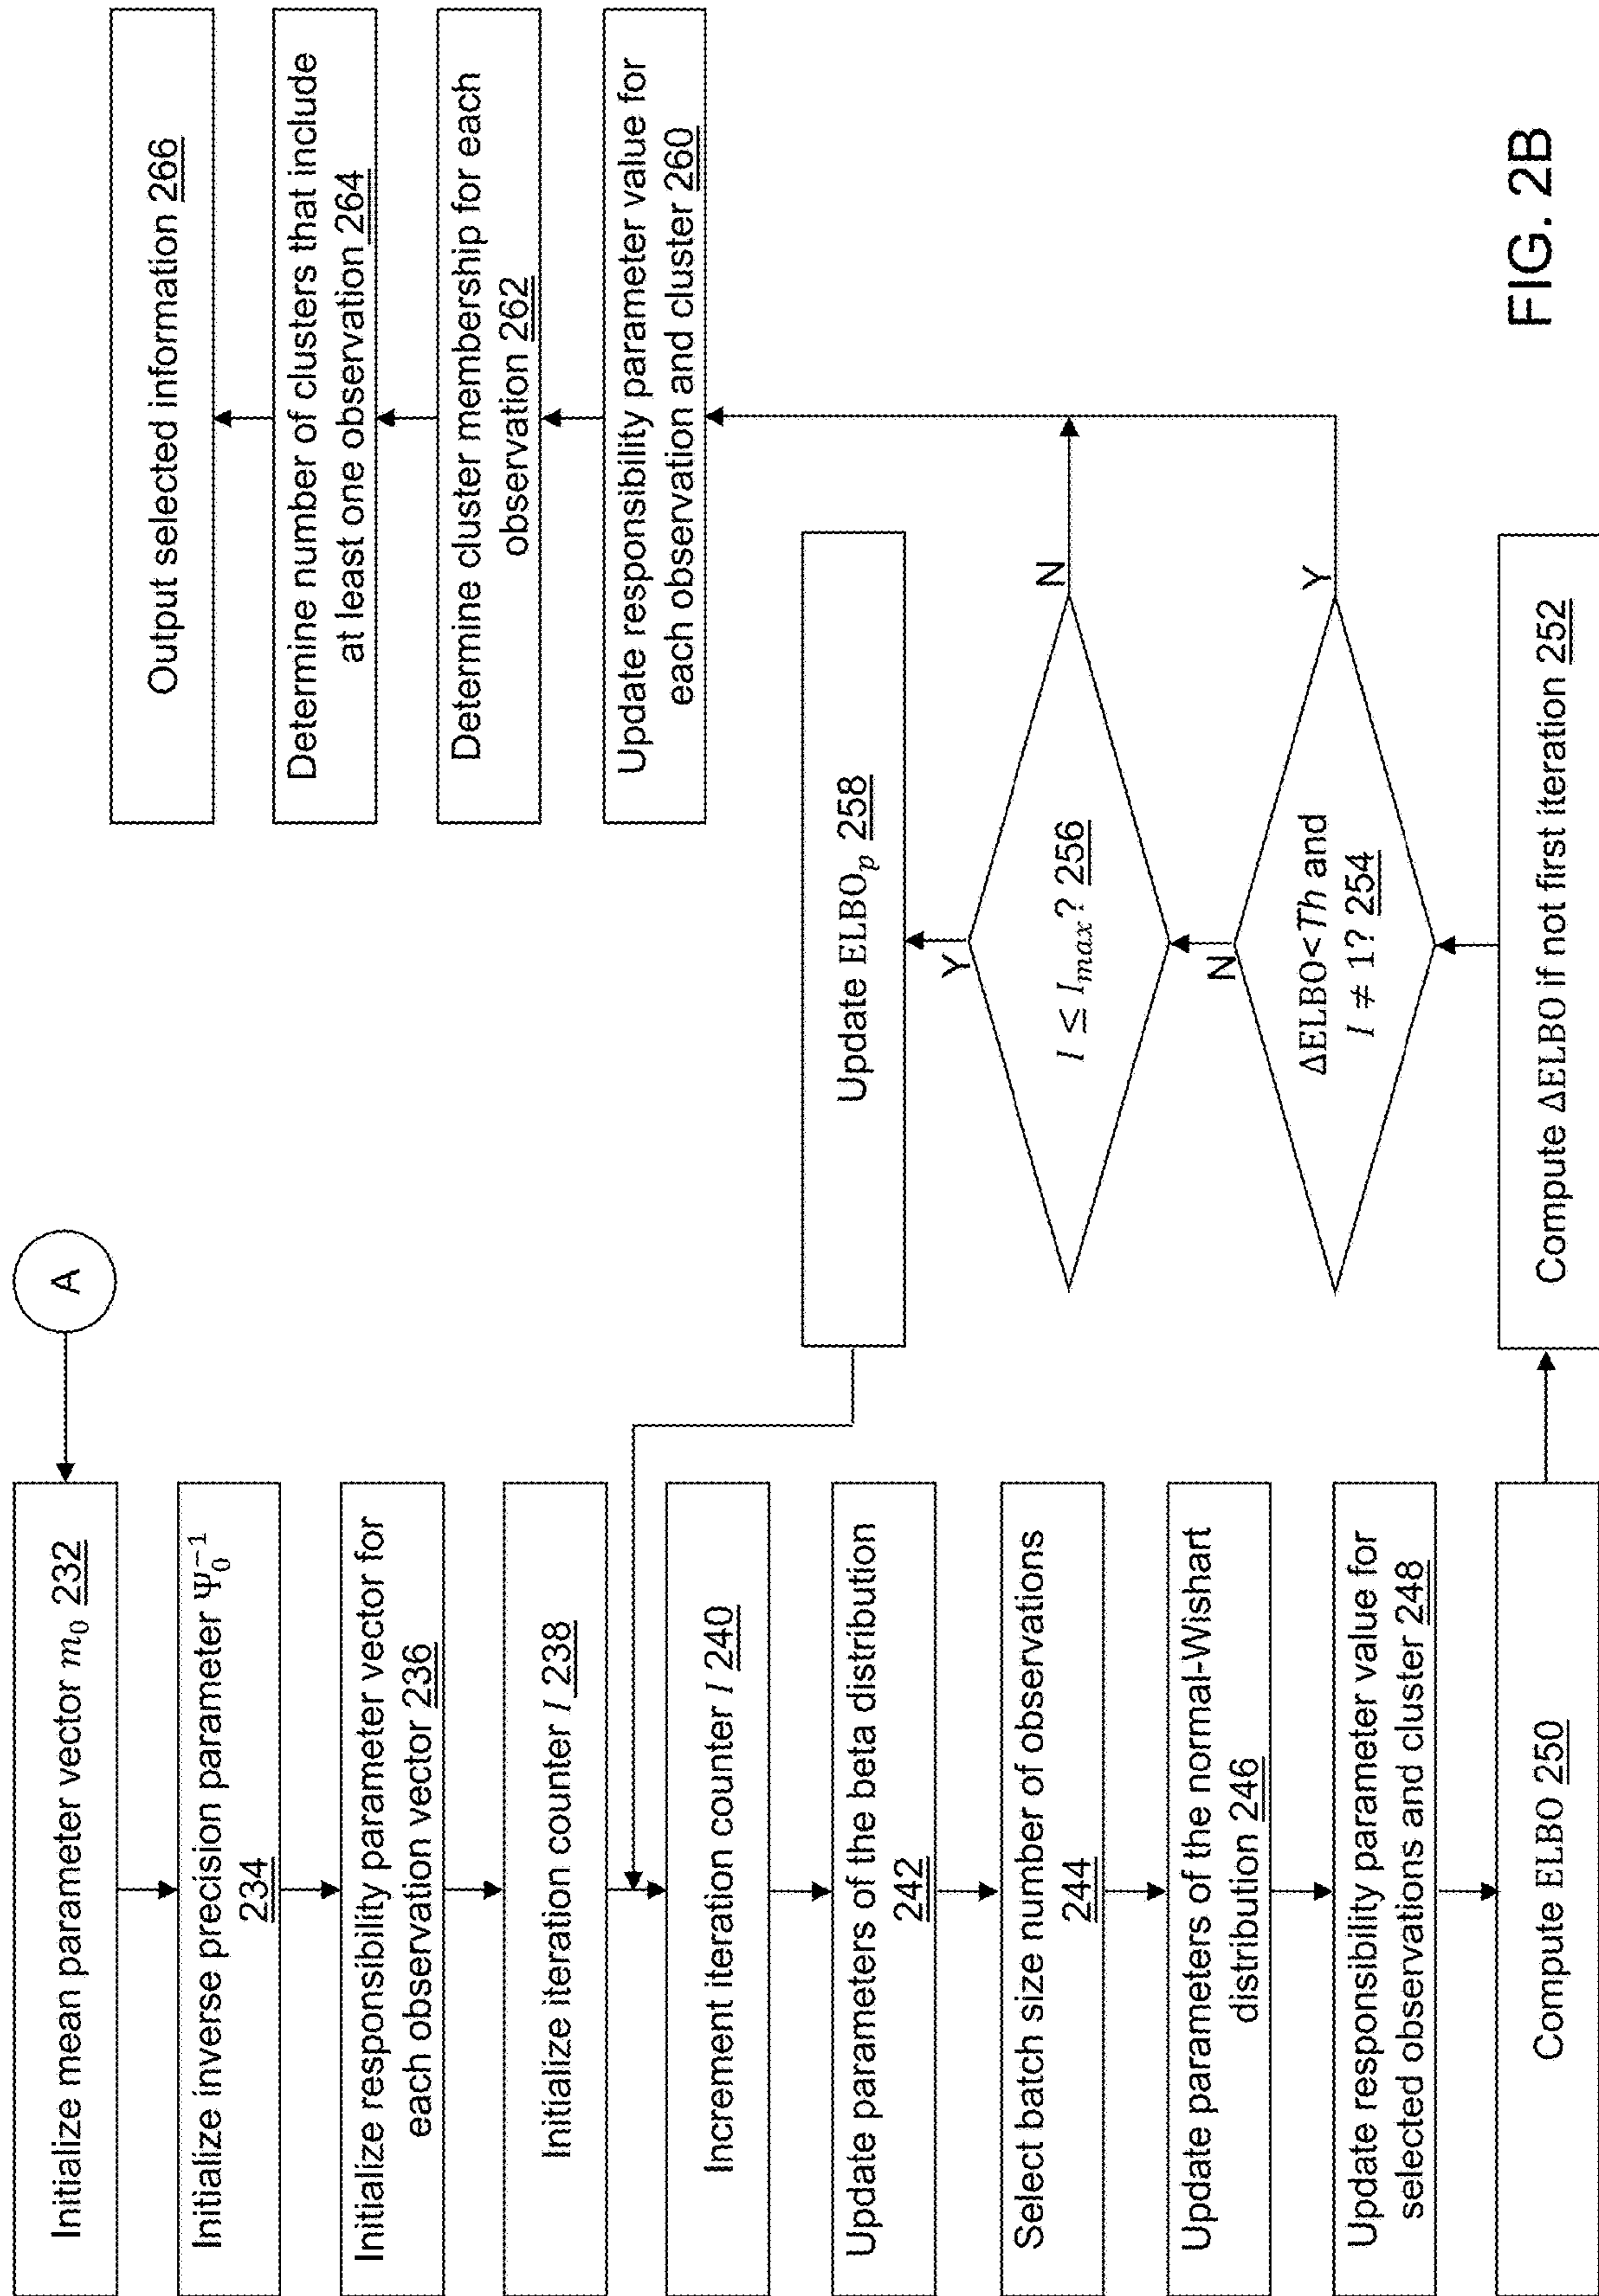 A
Initialize mean parameter vector m₀ 232
Initialize inverse precision parameter Ψ₀⁻¹
234
Initialize responsibility parameter vector for
each observation vector 236
Initialize iteration counter I 238
Increment iteration counter I 240
Update parameters of the beta distribution
242
Select batch size number of observations
244
Update parameters of the normal-Wishart
distribution 246
Update responsibility parameter value for
selected observations and cluster 248
Compute ELBO 250
Compute ΔELBO if not first iteration 252
ΔELBO<Th and
I ≠ 1? 254
Y
N
I ≤ Iₘₐₓ? 256
N
Y
Update ELBOₚ 258
Update responsibility parameter value for
each observation and cluster 260
Determine cluster membership for each
observation 262
Determine number of clusters that include
at least one observation 264
Output selected information 266
FIG. 2B